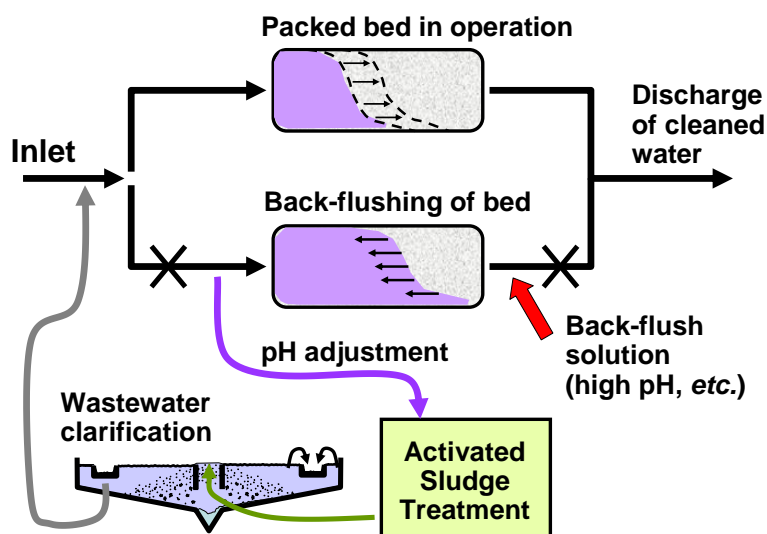 Packed bed in operation
Discharge
of cleaned
water
Inlet
Back-flushing of bed
Back-flush
solution
(high pH, etc.)
pH adjustment
Wastewater
clarification
Activated
Sludge
Treatment